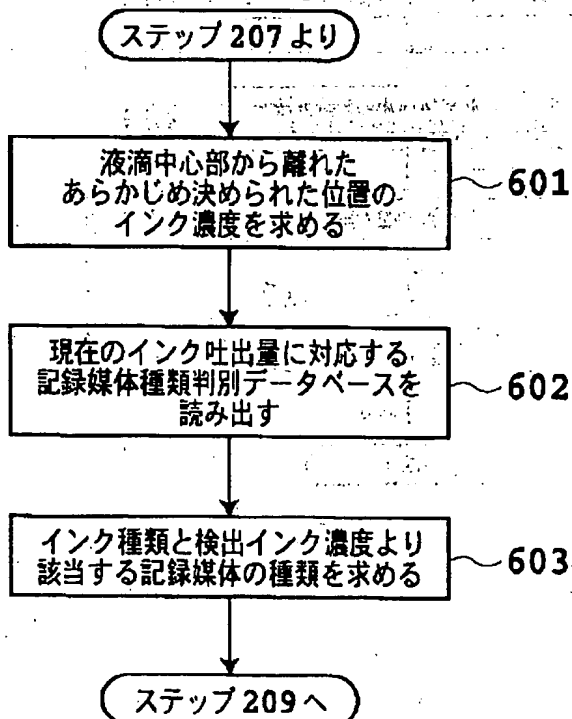 ステップ 207 より
液滴中心部から離れた
あらかじめ決められた位置の
インク濃度を求める
601
現在のインク吐出量に対応する
記録媒体種類判別データベースを
読み出す
602
インク種類と検出インク濃度より
該当する記録媒体の種類を求める
603
ステップ 209 へ